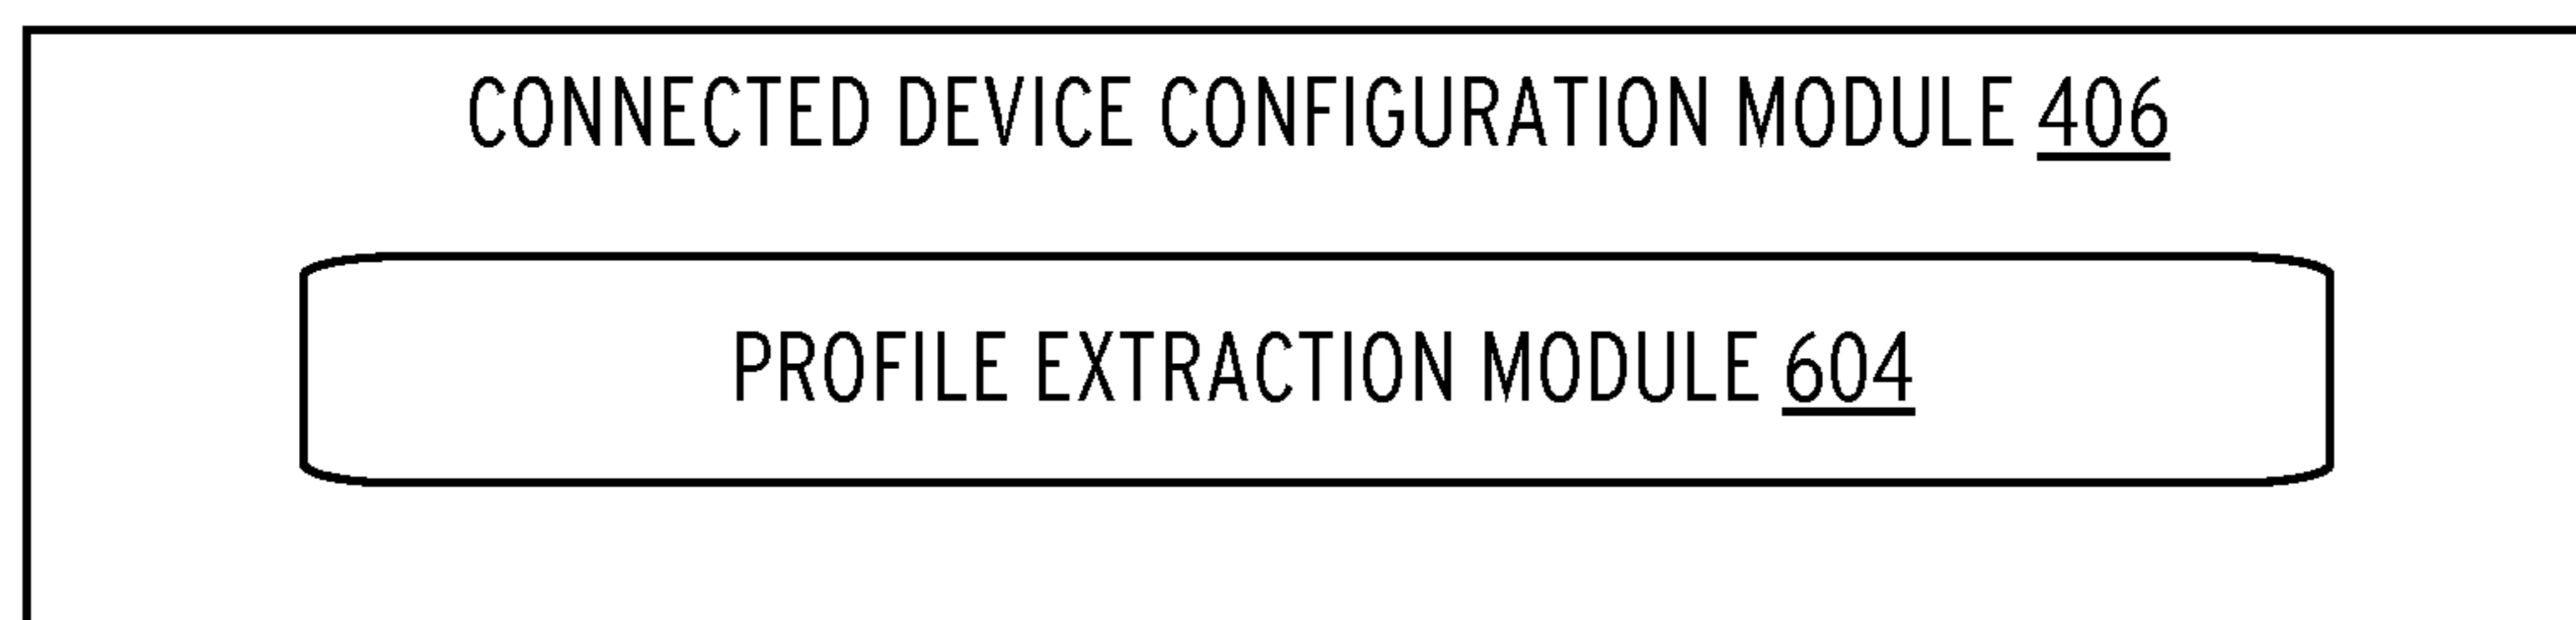 CONNECTED DEVICE CONFIGURATION MODULE 406
PROFILE EXTRACTION MODULE 604